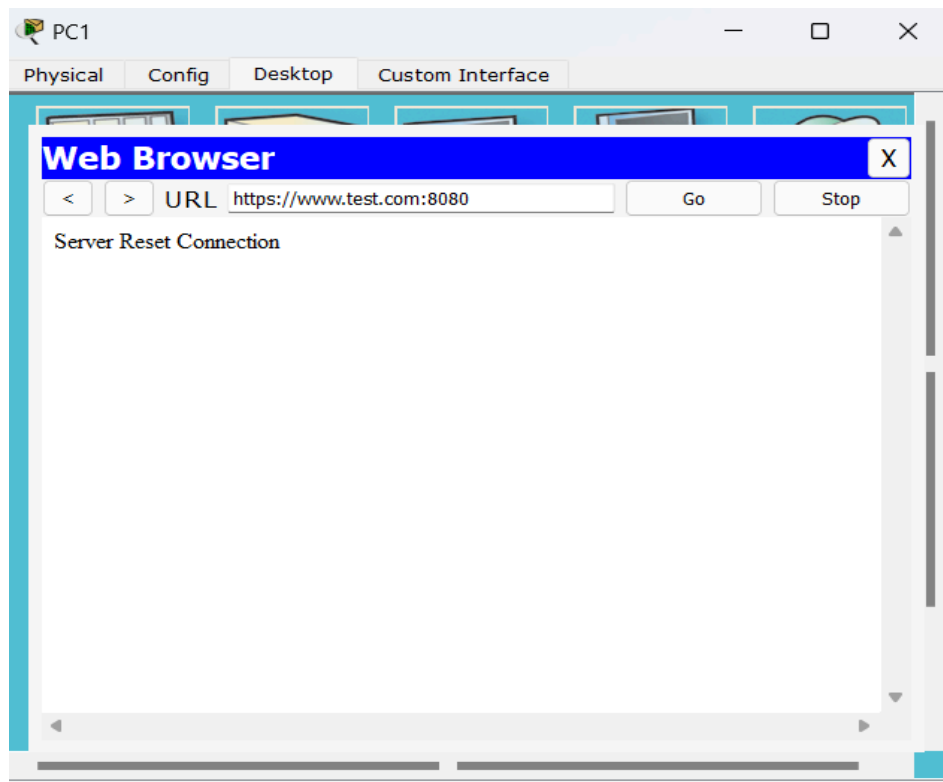 PC1
Physical Config Desktop Custom Interface
Web Browser X
< > URL https://www.test.com:8080 Go Stop
Server Reset Connection